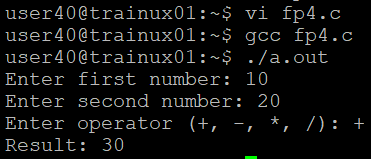 user40@trainux01:~$ vi fp4.c
user40@trainux01:~$ gcc fp4.c
user40@trainux01:~$ ./a.out
Enter first number: 10
Enter second number: 20
Enter operator (+, -, *, /): +
Result: 30